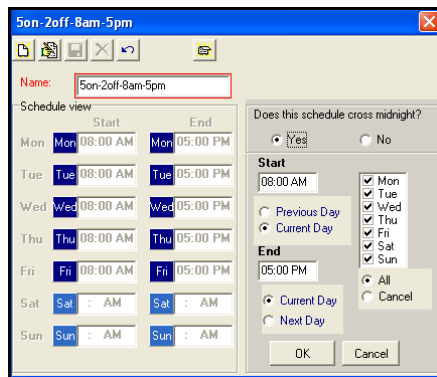 5on-2off-8am-5pm
Name: 5on-2off-8am-5pm
Schedule view
Start End
Mon Mon 08:00 AM Mon 05:00 PM
Tue Tue 08:00 AM Tue 05:00 PM
Wed Wed 08:00 AM Wed 05:00 PM
Thu Thu 08:00 AM Thu 05:00 PM
Fri Fri 08:00 AM Fri 05:00 PM
Sat Sat : AM Sat : AM
Sun Sun : AM Sun : AM
Does this schedule cross midnight?
Yes No
Start
08:00 AM
Previous Day
Current Day
End
05:00 PM
Current Day
Next Day
Mon
Tue
Wed
Thu
Fri
Sat
Sun
All
Cancel
OK Cancel